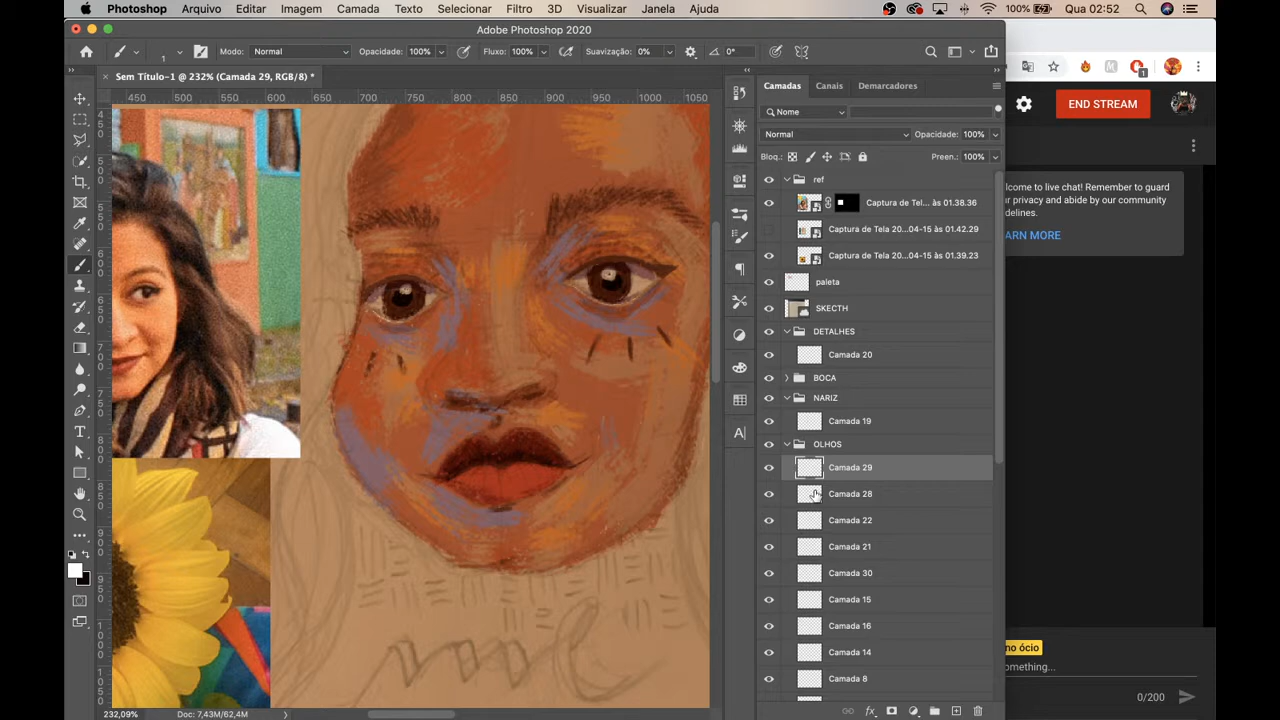 Photoshop Arquivo Editar Imagem Camada Texto Selecionar Filtro 3D Visualizar Janela Ajuda 100% Qua 02:52
Adobe Photoshop 2020
1 Modo: Normal Opacidade: 100% Fluxo: 100% Suavização: 0% 0°
Sem Título-1 @ 232% (Camada 29, RGB/8) *
450 500 550 600 650 700 750 800 850 900 950 1000 1050
Camadas Canais Demarcadores
Nome
Normal Opacidade: 100%
Bloq.: Preen.: 100%
ref
Captura de Tel... às 01.38.36
Captura de Tela 20...04-15 às 01.42.29
Captura de Tela 20...04-15 às 01.39.23
paleta
SKECTH
DETALHES
Camada 20
BOCA
NARIZ
Camada 19
OLHOS
Camada 29
Camada 28
Camada 22
Camada 21
Camada 30
Camada 15
Camada 16
Camada 14
Camada 8
232,09% Doc: 7,43M/62,4M
END STREAM
lcome to live chat! Remember to guard
ur privacy and abide by our community
idelines.
ARN MORE
no ócio
omething...
0/200